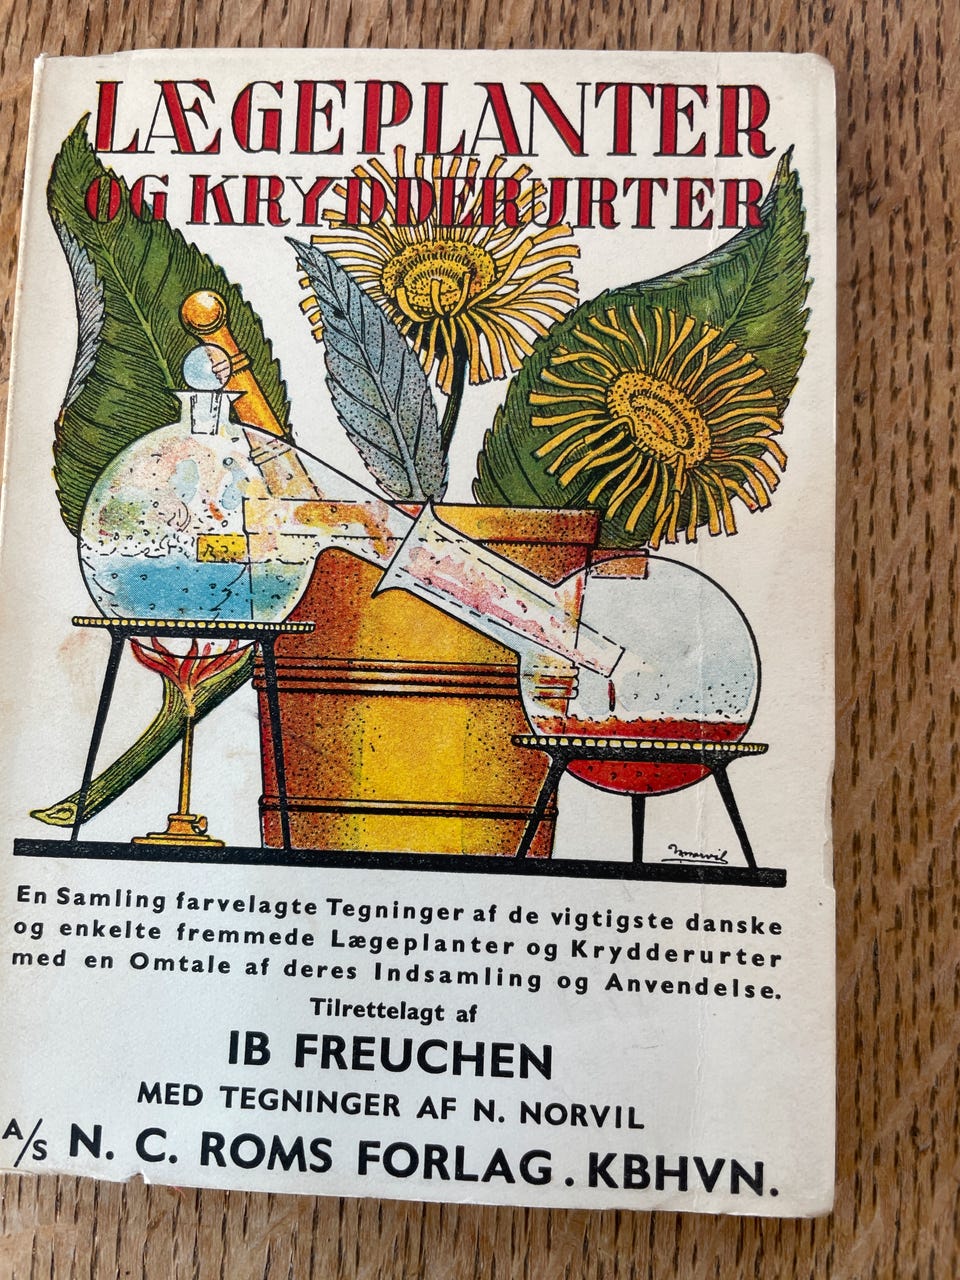 LÆGEPLANTER
OG KRYDDERURTER
N. Norvil
En Samling farvelagte Tegninger af de vigtigste danske
og enkelte fremmede Lægeplanter og Krydderurter
med en Omtale af deres Indsamling og Anvendelse.
Tilrettelagt af
IB FREUCHEN
MED TEGNINGER AF N. NORVIL
A/S N. C. ROMS FORLAG . KBHVN.